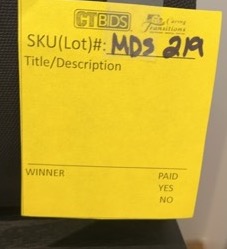 CTBIDS Caring Transitions
SKU(Lot)#: MDS 219
Title/Description
WINNER PAID
YES
NO